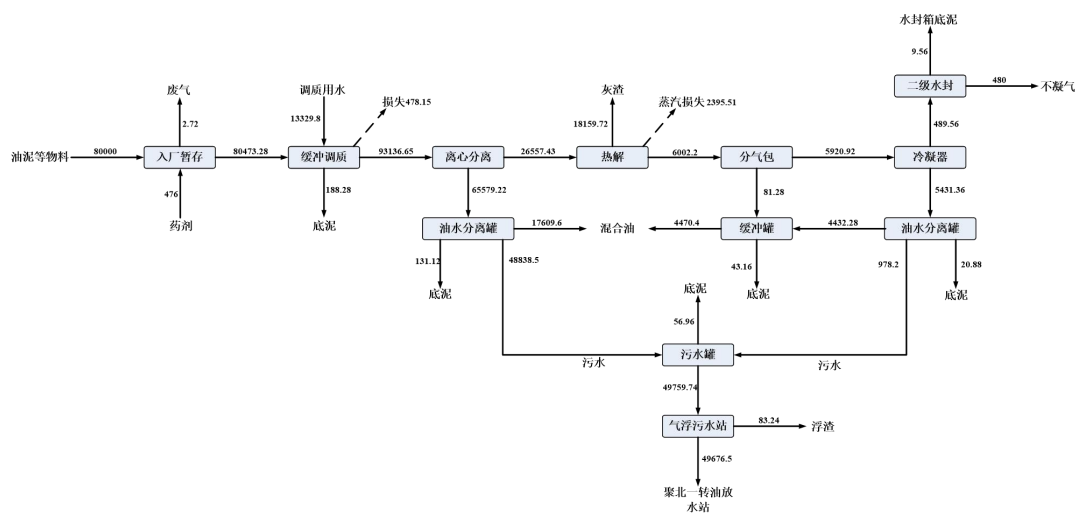 水封箱底泥
9.56
二级水封
480
不凝气
废气
调质用水
损失478.15
灰渣
蒸汽损失2395.51
2.72
13329.8
18159.72
489.56
油泥等物料
80000
入厂暂存
80473.28
缓冲调质
93136.65
离心分离
26557.43
热解
6002.2
分气包
5920.92
冷凝器
476
188.28
65579.22
81.28
5431.36
药剂
底泥
油水分离罐
17609.6
混合油
4470.4
缓冲罐
4432.28
油水分离罐
131.12
48838.5
43.16
978.2
20.88
底泥
底泥
底泥
底泥
56.96
污水
污水罐
污水
49759.74
气浮污水站
83.24
浮渣
49676.5
聚北一转油放
水站